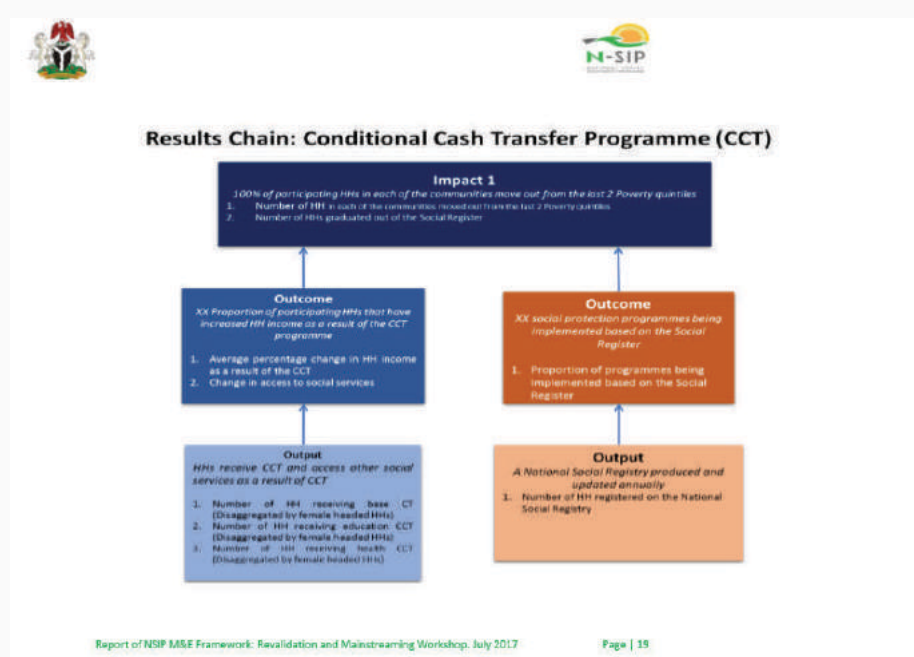 N-SIP
Results Chain: Conditional Cash Transfer Programme (CCT)
Impact 1
100% of participating HHs in each of the communities move out from the last 2 Poverty quintiles
1. Number of HH in each of the communities moved out from the last 2 Poverty quintiles
2. Number of HHs graduated out of the Social Register
Outcome
XX Proportion of participating HHs that have
increased HH income as a result of the CCT
programme
1. Average percentage change in HH income
as a result of the CCT
2. Change in access to social services
Outcome
XX social protection programmes being
implemented based on the Social
Register
1. Proportion of programmes being
implemented based on the Social
Register
Output
HHs receive CCT and access other social
services as a result of CCT
1. Number of HH receiving base CT
(Disaggregated by female headed HHs)
2. Number of HH receiving education CCT
(Disaggregated by female headed HHs)
3. Number of HH receiving health CCT
(Disaggregated by female headed HHs)
Output
A National Social Registry produced and
updated annually
1. Number of HH registered on the National
Social Registry
Report of NSIP M&E Framework: Revalidation and Mainstreaming Workshop. July 2017 Page | 19